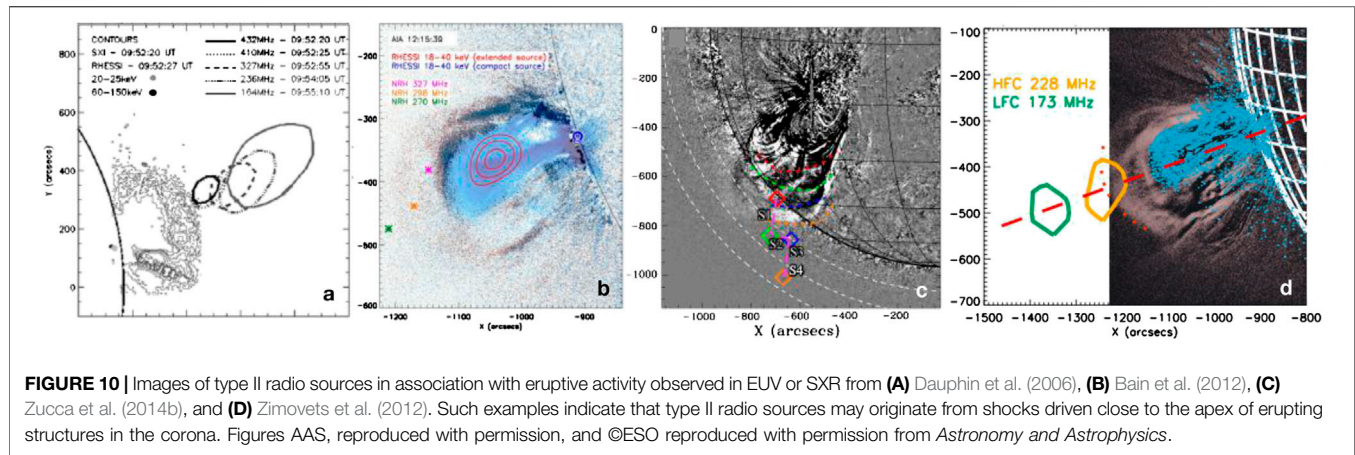 CONTOURS
SXI - 09:52:20 UT
RHESSI - 09:52:27 UT
20-25keV
60-150keV
432MHz - 09:52:20 UT
410MHz - 09:52:25 UT
327MHz - 09:52:55 UT
236MHz - 09:54:05 UT
164MHz - 09:55:10 UT
800
600
400
200
0
Y (arcsec)
a
AIA 12:15:39
RHESSI 18-40 keV (extended source)
RHESSI 18-40 keV (compact source)
NRH 327 MHz
NRH 298 MHz
NRH 270 MHz
-200
-300
-400
-500
-600
-1200 -1100 -1000 -900 -800
X (arcsec)
b
0
-200
-400
-600
-800
-1000
S1
S2
S3
S4
-1000 -800 -600 -400 -200
X (arcsecs)
c
HFC 228 MHz
LFC 173 MHz
-100
-200
-300
-400
-500
-600
-700
-1500 -1400 -1300 -1200 -1100 -1000 -900 -800
X (arcsec)
d
FIGURE 10 | Images of type II radio sources in association with eruptive activity observed in EUV or SXR from (A) Dauphin et al. (2006), (B) Bain et al. (2012), (C)
Zucca et al. (2014b), and (D) Zimovets et al. (2012). Such examples indicate that type II radio sources may originate from shocks driven close to the apex of erupting
structures in the corona. Figures AAS, reproduced with permission, and ©ESO reproduced with permission from Astronomy and Astrophysics.